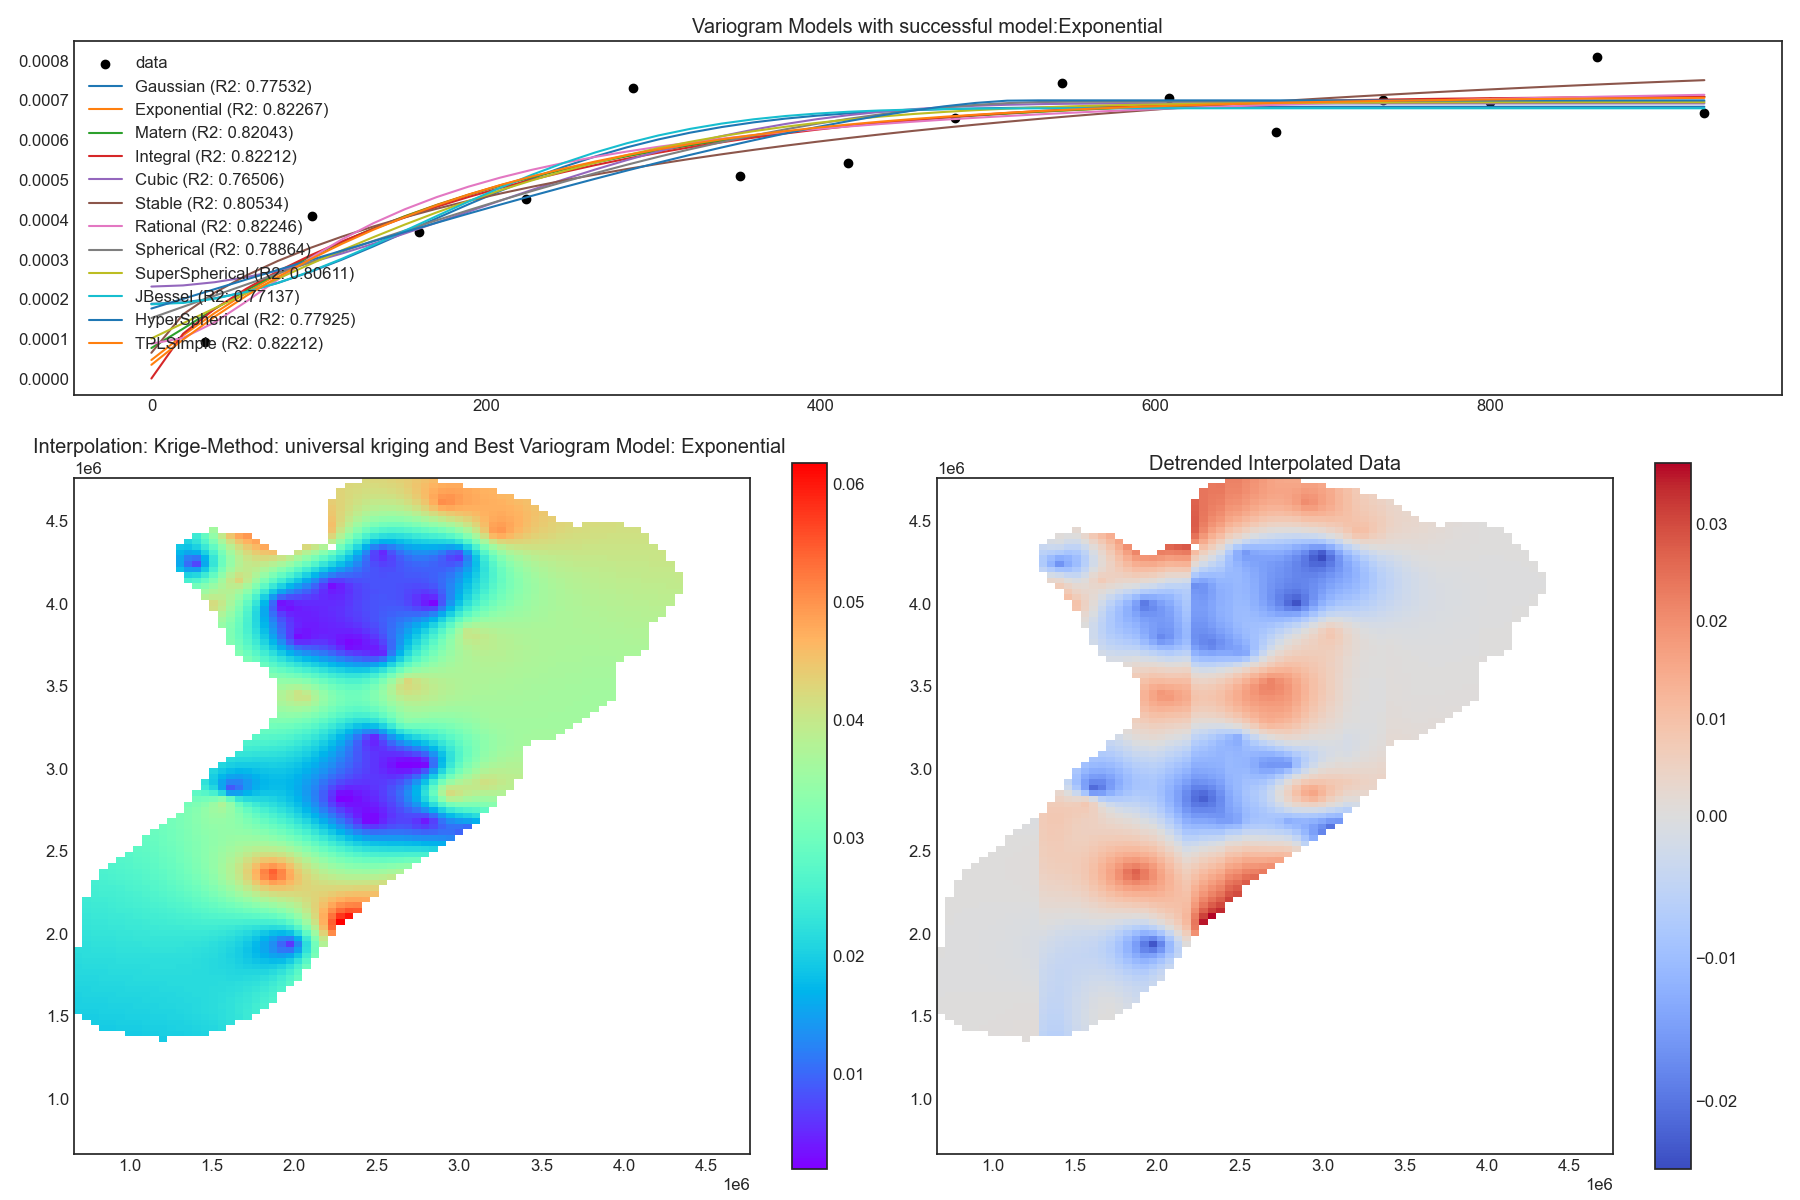 Variogram Models with successful model:Exponential
0.0008
0.0007
0.0006
0.0005
0.0004
0.0003
0.0002
0.0001
0.0000
data
Gaussian (R2: 0.77532)
Exponential (R2: 0.82267)
Matern (R2: 0.82043)
Integral (R2: 0.82212)
Cubic (R2: 0.76506)
Stable (R2: 0.80534)
Rational (R2: 0.82246)
Spherical (R2: 0.78864)
SuperSpherical (R2: 0.80611)
JBessel (R2: 0.77137)
HyperSpherical (R2: 0.77925)
TPLSimple (R2: 0.82212)
0 200 400 600 800
Interpolation: Krige-Method: universal kriging and Best Variogram Model: Exponential
1e6
4.5
4.0
3.5
3.0
2.5
2.0
1.5
1.0
1.0 1.5 2.0 2.5 3.0 3.5 4.0 4.5
1e6
0.06
0.05
0.04
0.03
0.02
0.01
Detrended Interpolated Data
1e6
4.5
4.0
3.5
3.0
2.5
2.0
1.5
1.0
1.0 1.5 2.0 2.5 3.0 3.5 4.0 4.5
1e6
0.03
0.02
0.01
0.00
−0.01
−0.02